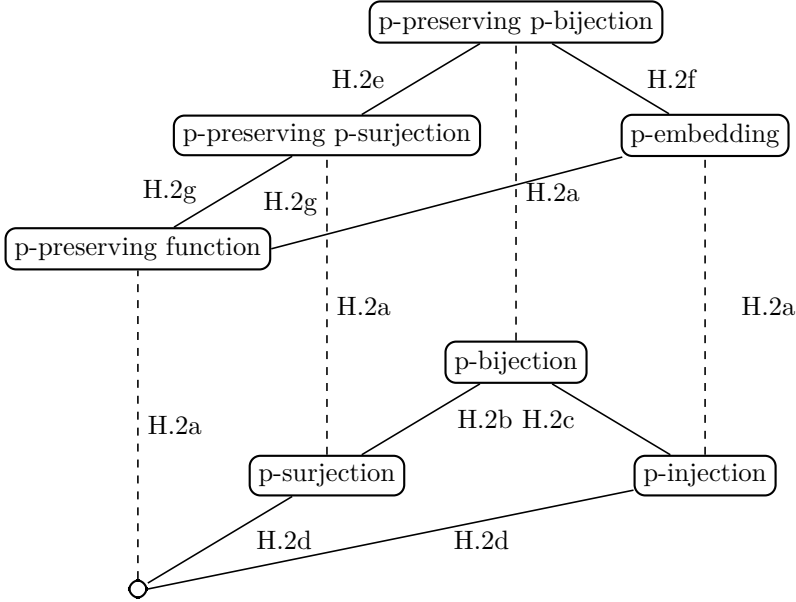 p-preserving p-bijection
H.2e
H.2f
p-preserving p-surjection
p-embedding
H.2g
H.2g
H.2a
p-preserving function
H.2a
H.2a
p-bijection
H.2a
H.2b
H.2c
p-surjection
p-injection
H.2d
H.2d